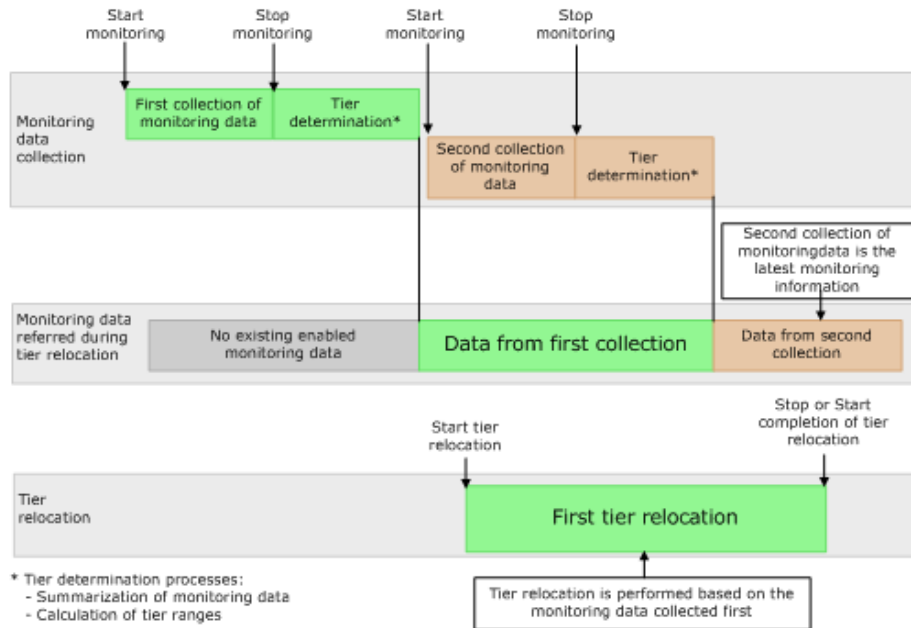 Start
monitoring
Stop
monitoring
Start
monitoring
Stop
monitoring
Monitoring
data
collection
First collection of
monitoring data
Tier
determination*
Second collection
of monitoring
data
Tier
determination*
Second collection of
monitoringdata is the
latest monitoring
information
Monitoring data
referred during
tier relocation
No existing enabled
monitoring data
Data from first collection
Data from second
collection
Start tier
relocation
Stop or Start
completion of tier
relocation
Tier
relocation
First tier relocation
Tier relocation is performed based on the
monitoring data collected first
* Tier determination processes:
- Summarization of monitoring data
- Calculation of tier ranges